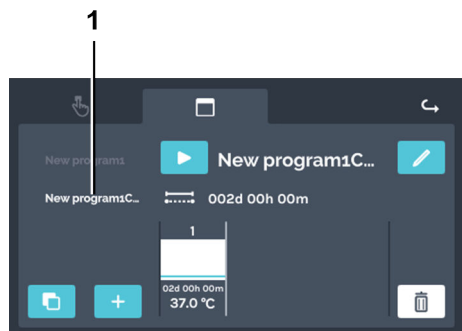 1
New program1
New program1C...
New program1C...
002d 00h 00m
1
02d 00h 00m
37.0 °C